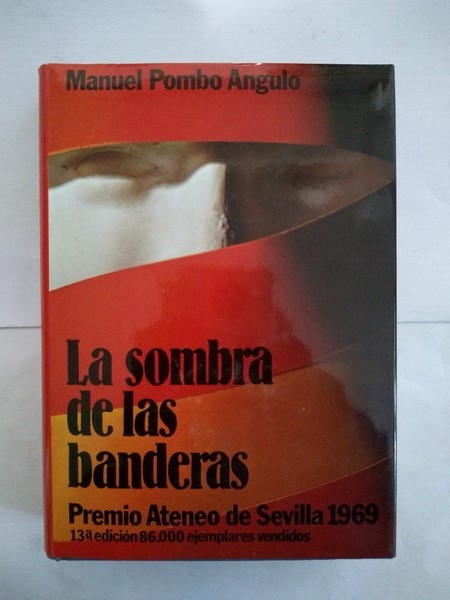 Manuel Pombo Angulo
La sombra
de las
banderas
Premio Ateneo de Sevilla 1969
13ª edición 86.000 ejemplares vendidos